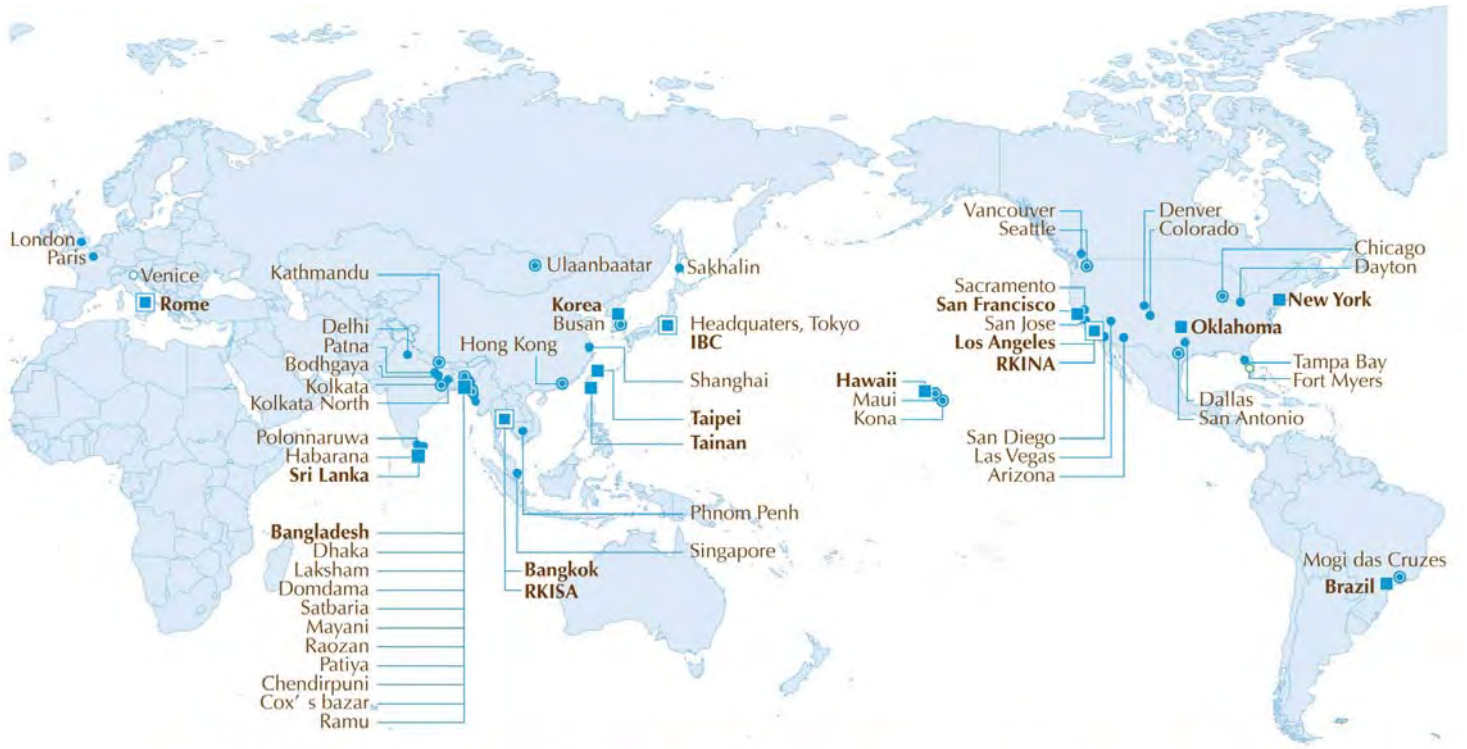 London
Paris
Venice
Rome
Kathmandu
Delhi
Patna
Bodhgaya
Kolkata
Kolkata North
Polonnaruwa
Habarana
Sri Lanka
Bangladesh
Dhaka
Laksham
Domdama
Satbaria
Mayani
Raozan
Patiya
Chendirpuni
Cox’ s bazar
Ramu
Ulaanbaatar
Sakhalin
Korea
Busan
Hong Kong
Headquaters, Tokyo
IBC
Shanghai
Taipei
Tainan
Phnom Penh
Singapore
Bangkok
RKISA
Hawaii
Maui
Kona
Vancouver
Seattle
Sacramento
San Francisco
San Jose
Los Angeles
RKINA
San Diego
Las Vegas
Arizona
Denver
Colorado
Chicago
Dayton
New York
Oklahoma
Tampa Bay
Fort Myers
Dallas
San Antonio
Mogi das Cruzes
Brazil